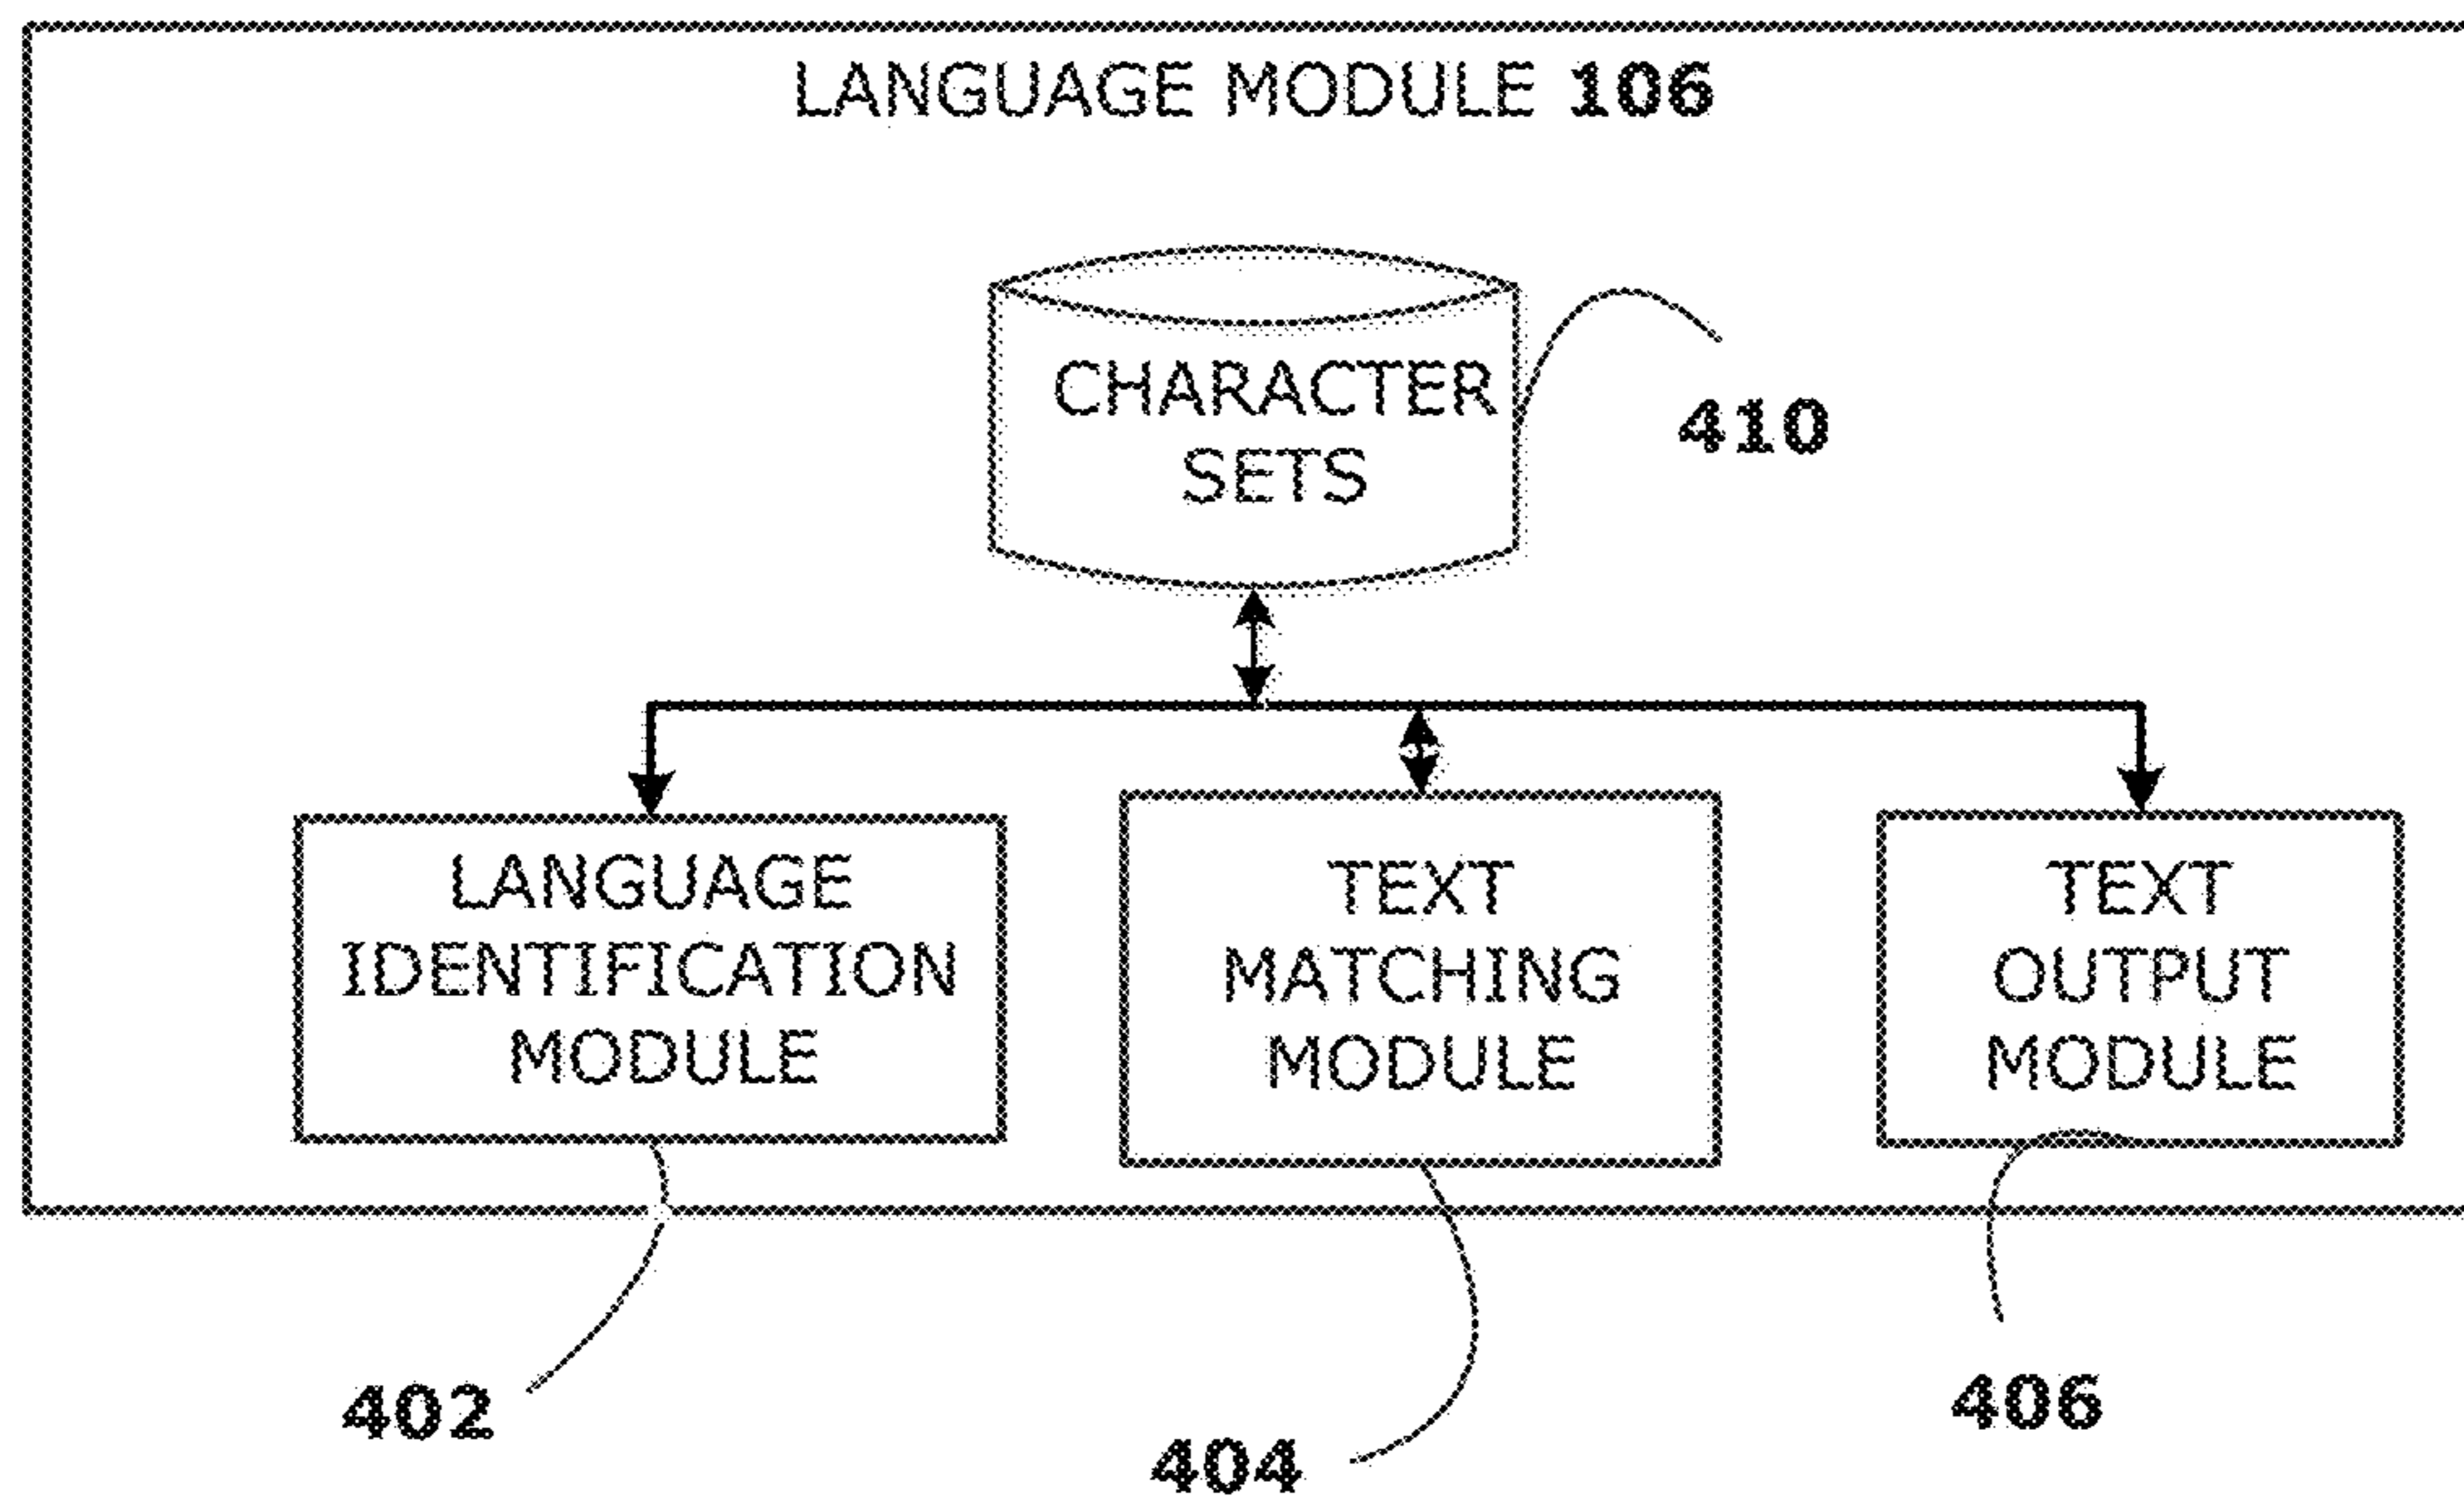 LANGUAGE MODULE 106
CHARACTER
SETS
410
LANGUAGE
IDENTIFICATION
MODULE
TEXT
MATCHING
MODULE
TEXT
OUTPUT
MODULE
402
404
406